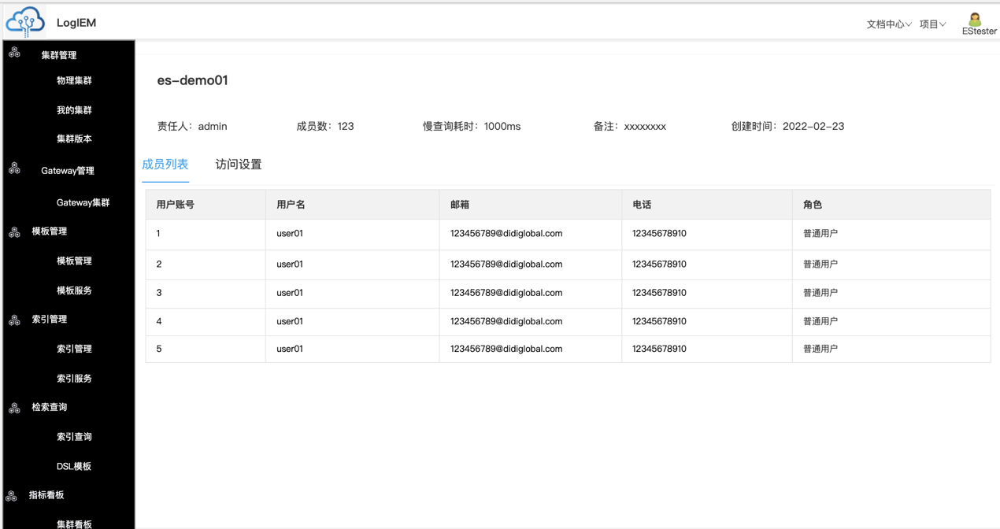 LogIEM
文档中心 项目
EStester
集群管理
物理集群
我的集群
集群版本
Gateway管理
Gateway集群
模板管理
模板管理
模板服务
索引管理
索引管理
索引服务
检索查询
索引查询
DSL模板
指标看板
集群看板
es-demo01
责任人：admin 成员数：123 慢查询耗时：1000ms 备注：xxxxxxxx 创建时间：2022-02-23
成员列表 访问设置
用户账号 用户名 邮箱 电话 角色
1 user01 123456789@didiglobal.com 12345678910 普通用户
2 user01 123456789@didiglobal.com 12345678910 普通用户
3 user01 123456789@didiglobal.com 12345678910 普通用户
4 user01 123456789@didiglobal.com 12345678910 普通用户
5 user01 123456789@didiglobal.com 12345678910 普通用户